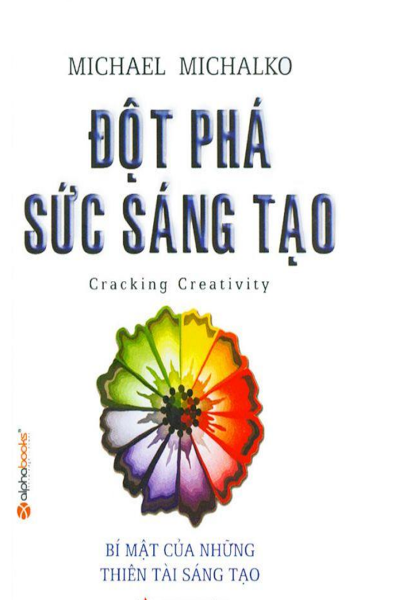 MICHAEL MICHALKO
ĐỘT PHÁ
SỨC SÁNG TẠO
Cracking Creativity
alphabooks
BÍ MẬT CỦA NHỮNG
THIÊN TÀI SÁNG TẠO